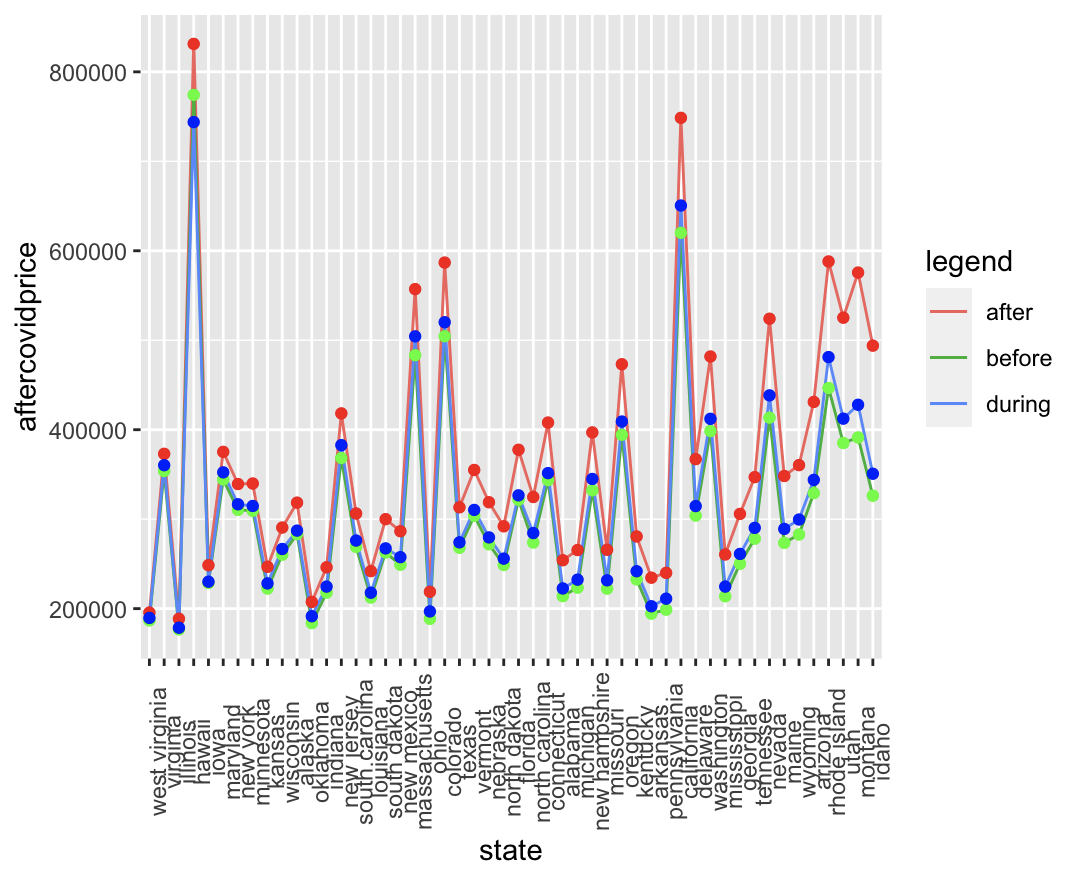 aftercovidprice
800000
600000
400000
200000
west virginia
virginia
illinois
hawaii
iowa
maryland
new york
minnesota
kansas
wisconsin
alaska
oklahoma
indiana
new jersey
south carolina
louisiana
south dakota
new mexico
massachusetts
ohio
colorado
texas
vermont
nebraska
north dakota
florida
north carolina
connecticut
alabama
michigan
new hampshire
missouri
oregon
kentucky
arkansas
pennsylvania
california
delaware
washington
mississippi
georgia
tennessee
nevada
maine
wyoming
arizona
rhode island
utah
montana
idaho
state
legend
after
before
during